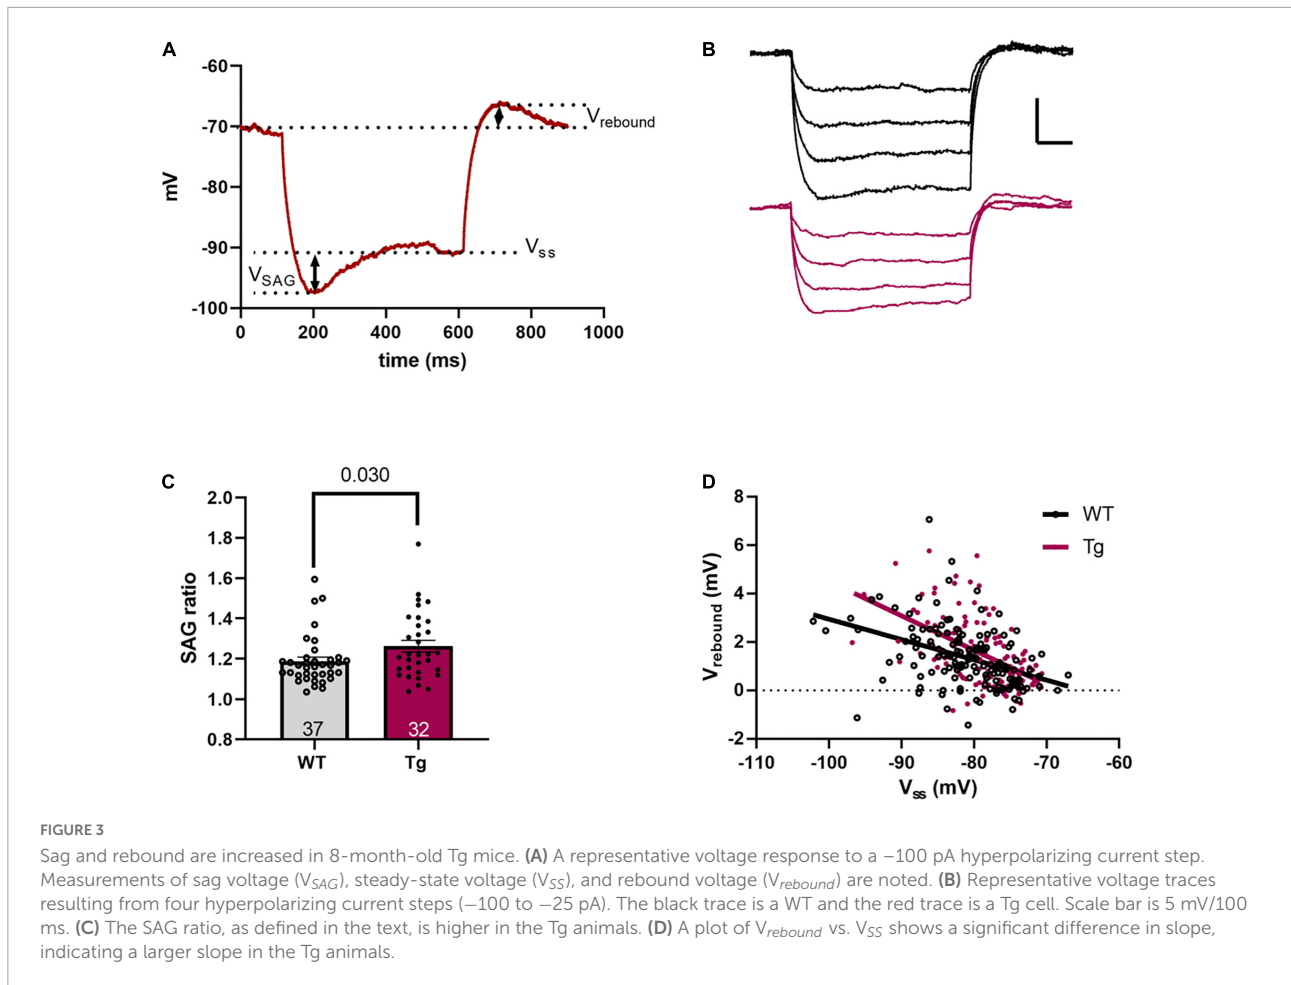 A
-60
-70
-80
-90
-100
mV
0
200
400
600
800
1000
time (ms)
Vrebound
Vss
VSAG
B
C
0.030
2.0
1.8
1.6
1.4
1.2
1.0
0.8
SAG ratio
37
32
WT
Tg
D
8
6
4
2
0
-2
Vrebound (mV)
-110
-100
-90
-80
-70
-60
Vss (mV)
WT
Tg
FIGURE 3
Sag and rebound are increased in 8-month-old Tg mice. (A) A representative voltage response to a −100 pA hyperpolarizing current step.
Measurements of sag voltage (VSAG), steady-state voltage (VSS), and rebound voltage (Vrebound) are noted. (B) Representative voltage traces
resulting from four hyperpolarizing current steps (−100 to −25 pA). The black trace is a WT and the red trace is a Tg cell. Scale bar is 5 mV/100
ms. (C) The SAG ratio, as defined in the text, is higher in the Tg animals. (D) A plot of Vrebound vs. VSS shows a significant difference in slope,
indicating a larger slope in the Tg animals.